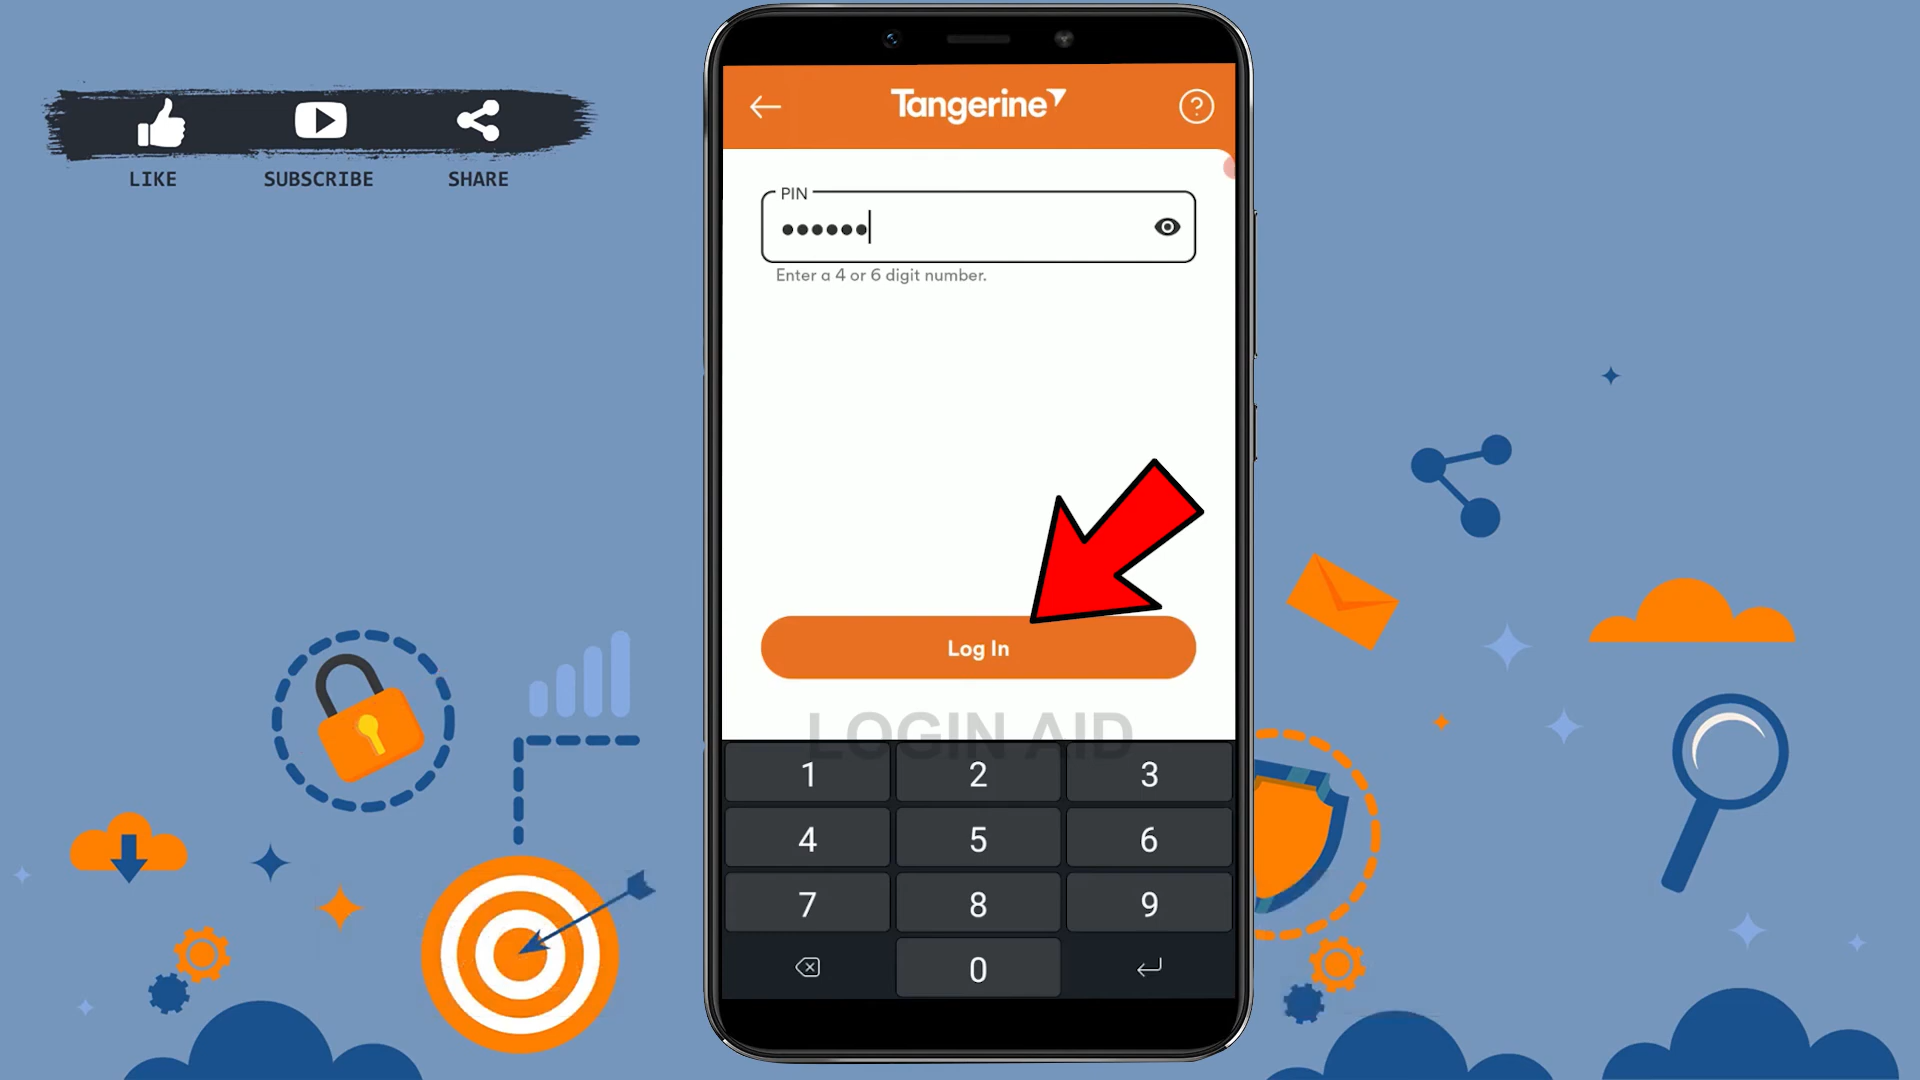 LIKE SUBSCRIBE SHARE
Tangerine
PIN
Enter a 4 or 6 digit number.
Log In
LOGIN AID
1 2 3
4 5 6
7 8 9
0